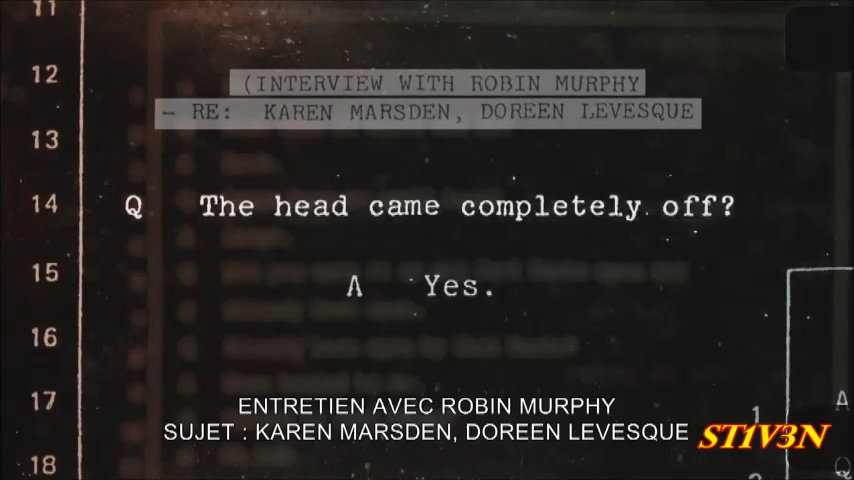 11
12 (INTERVIEW WITH ROBIN MURPHY
- RE: KAREN MARSDEN, DOREEN LEVESQUE
13
14 Q The head came completely off?
15 A Yes.
16
17 A
ENTRETIEN AVEC ROBIN MURPHY
1
SUJET : KAREN MARSDEN, DOREEN LEVESQUE ST1V3N
18 Q